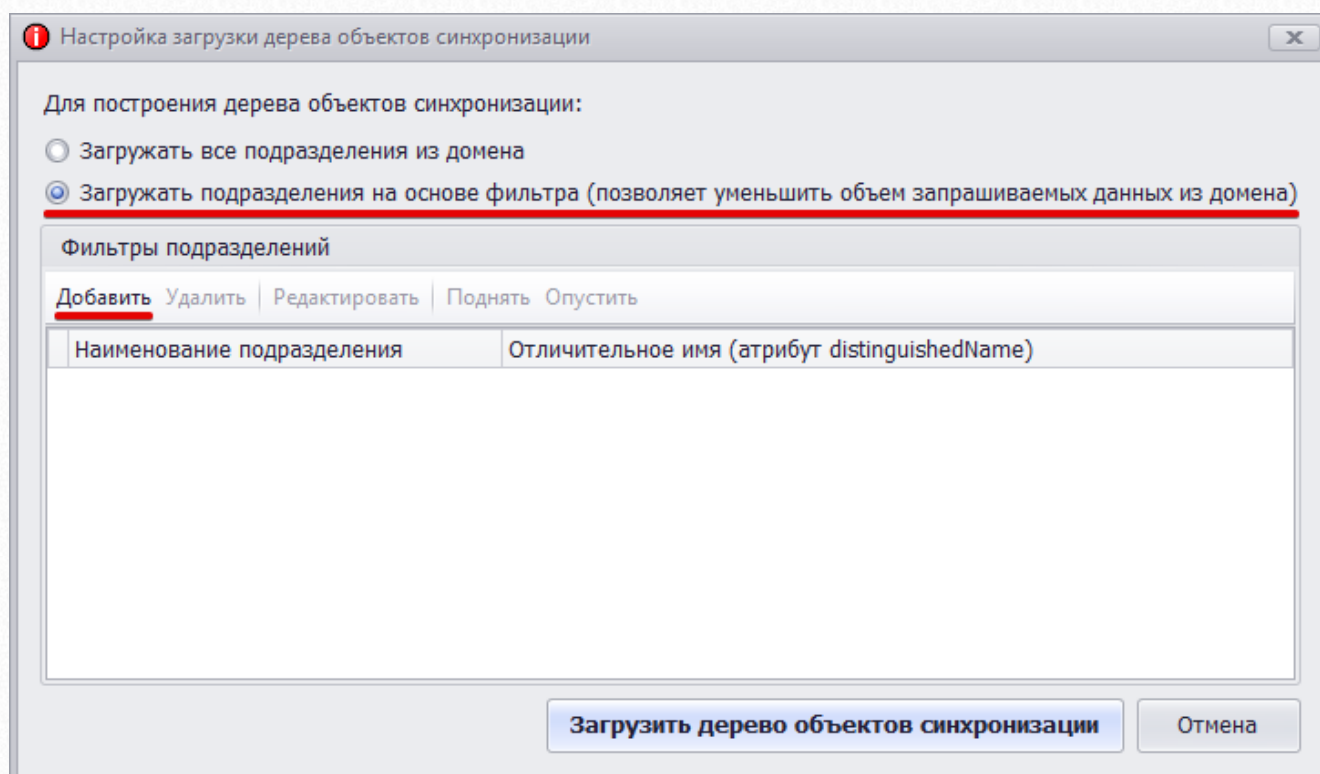 Настройка загрузки дерева объектов синхронизации
Для построения дерева объектов синхронизации:
Загружать все подразделения из домена
Загружать подразделения на основе фильтра (позволяет уменьшить объем запрашиваемых данных из домена)
Фильтры подразделений
Добавить Удалить Редактировать Поднять Опустить
Наименование подразделения Отличительное имя (атрибут distinguishedName)
Загрузить дерево объектов синхронизации Отмена